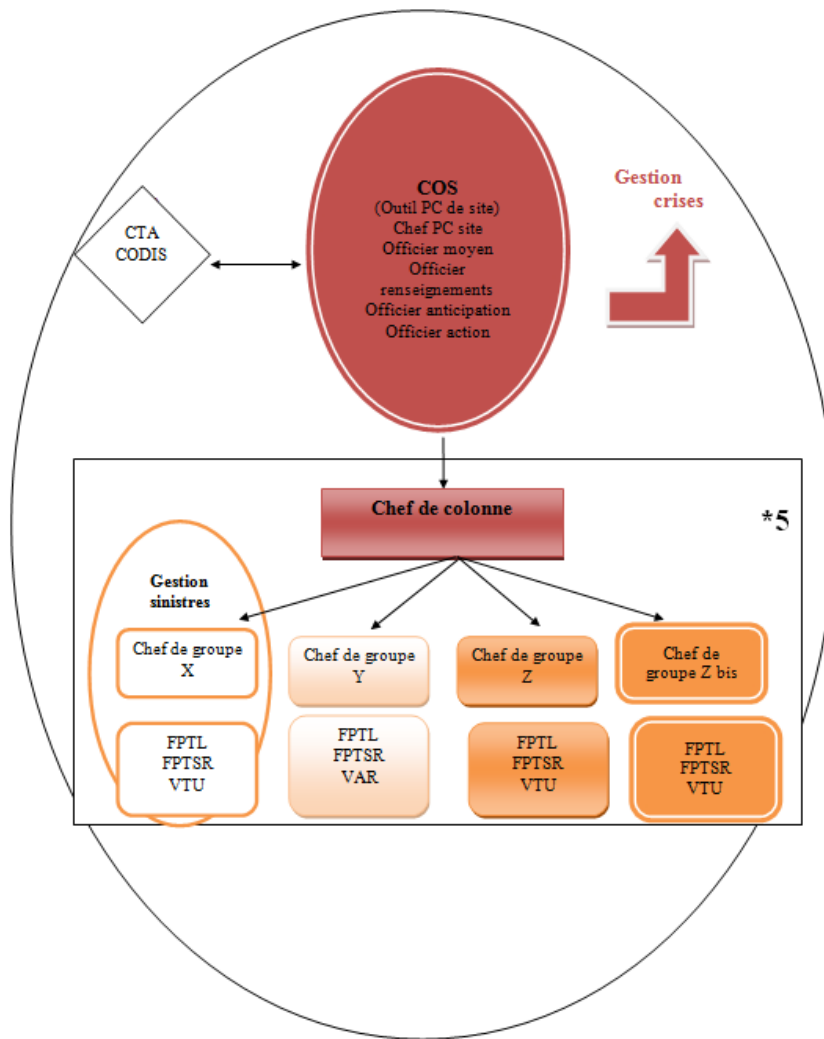 COS
(Outil PC de site)
Chef PC site
Officier moyen
Officier
renseignements
Officier anticipation
Officier action
Gestion
crises
CTA
CODIS
Chef de colonne
*5
Gestion
sinistres
Chef de groupe
X
Chef de groupe
Y
Chef de groupe
Z
Chef de
groupe Z bis
FPTL
FPTSR
VTU
FPTL
FPTSR
VAR
FPTL
FPTSR
VTU
FPTL
FPTSR
VTU